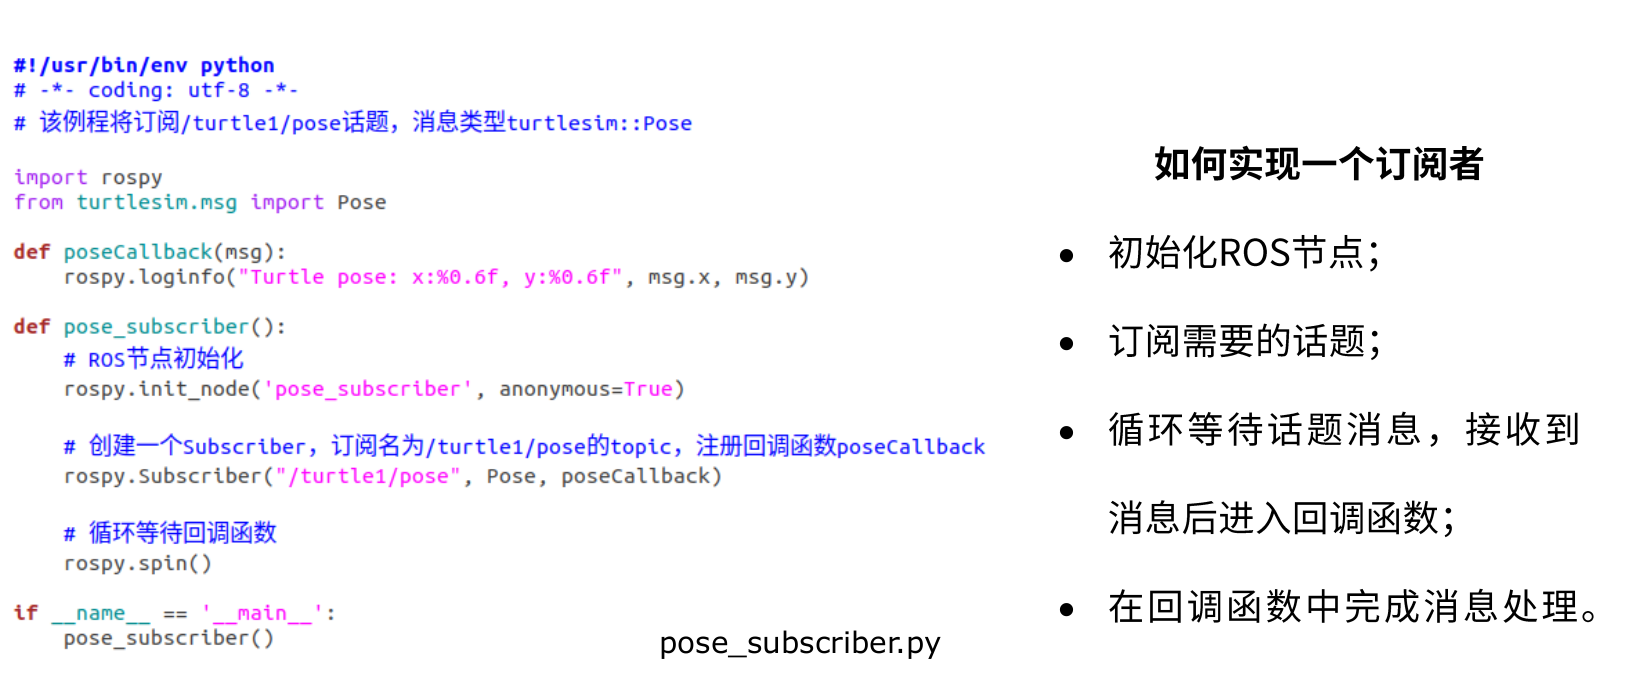 #!/usr/bin/env python
# -*- coding: utf-8 -*-
# 该例程将订阅/turtle1/pose话题，消息类型turtlesim::Pose
import rospy
from turtlesim.msg import Pose
def poseCallback(msg):
    rospy.loginfo("Turtle pose: x:%0.6f, y:%0.6f", msg.x, msg.y)
def pose_subscriber():
    # ROS节点初始化
    rospy.init_node('pose_subscriber', anonymous=True)
    # 创建一个Subscriber，订阅名为/turtle1/pose的topic，注册回调函数poseCallback
    rospy.Subscriber("/turtle1/pose", Pose, poseCallback)
    # 循环等待回调函数
    rospy.spin()
if __name__ == '__main__':
    pose_subscriber()
pose_subscriber.py
如何实现一个订阅者
• 初始化ROS节点；
• 订阅需要的话题；
• 循环等待话题消息，接收到
消息后进入回调函数；
• 在回调函数中完成消息处理。